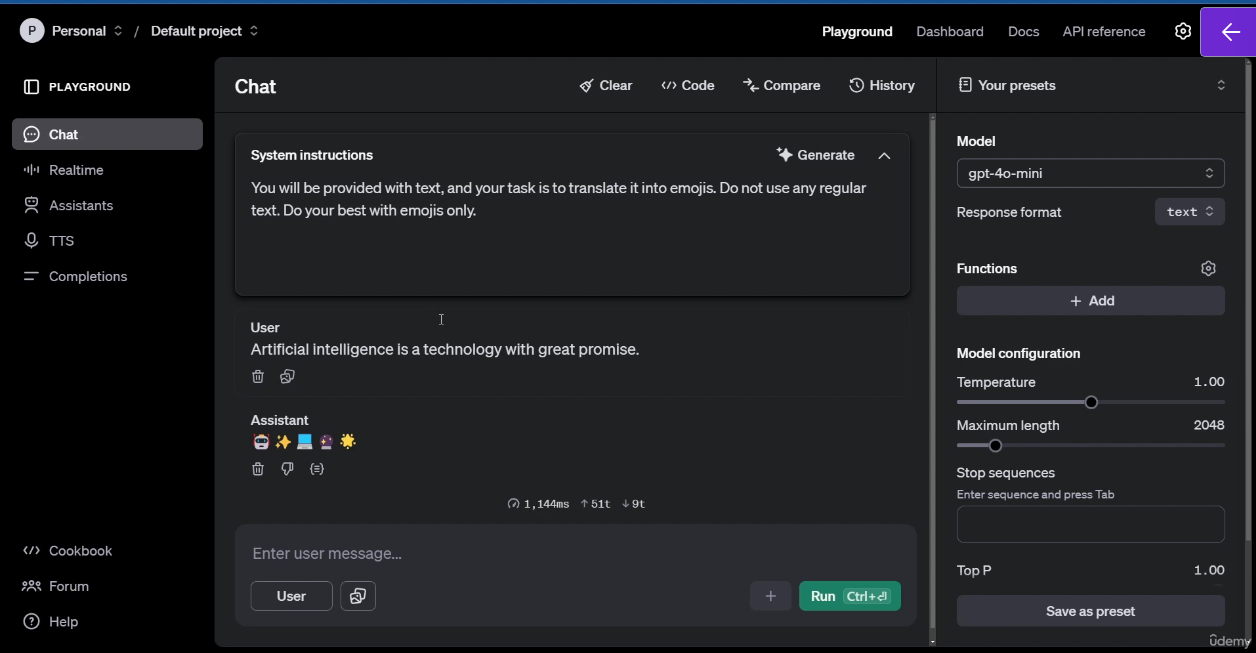 P Personal / Default project
Playground Dashboard Docs API reference
PLAYGROUND
Chat
Realtime
Assistants
TTS
Completions
Cookbook
Forum
Help
Chat
Clear Code Compare History
System instructions
Generate
You will be provided with text, and your task is to translate it into emojis. Do not use any regular
text. Do your best with emojis only.
User
Artificial intelligence is a technology with great promise.
Assistant
🤖✨💻🔮🌟
1,144ms ↑51t ↓9t
Enter user message...
User
+
Run Ctrl+⏎
Your presets
Model
gpt-4o-mini
Response format text
Functions
+ Add
Model configuration
Temperature 1.00
Maximum length 2048
Stop sequences
Enter sequence and press Tab
Top P 1.00
Save as preset
ûdemy